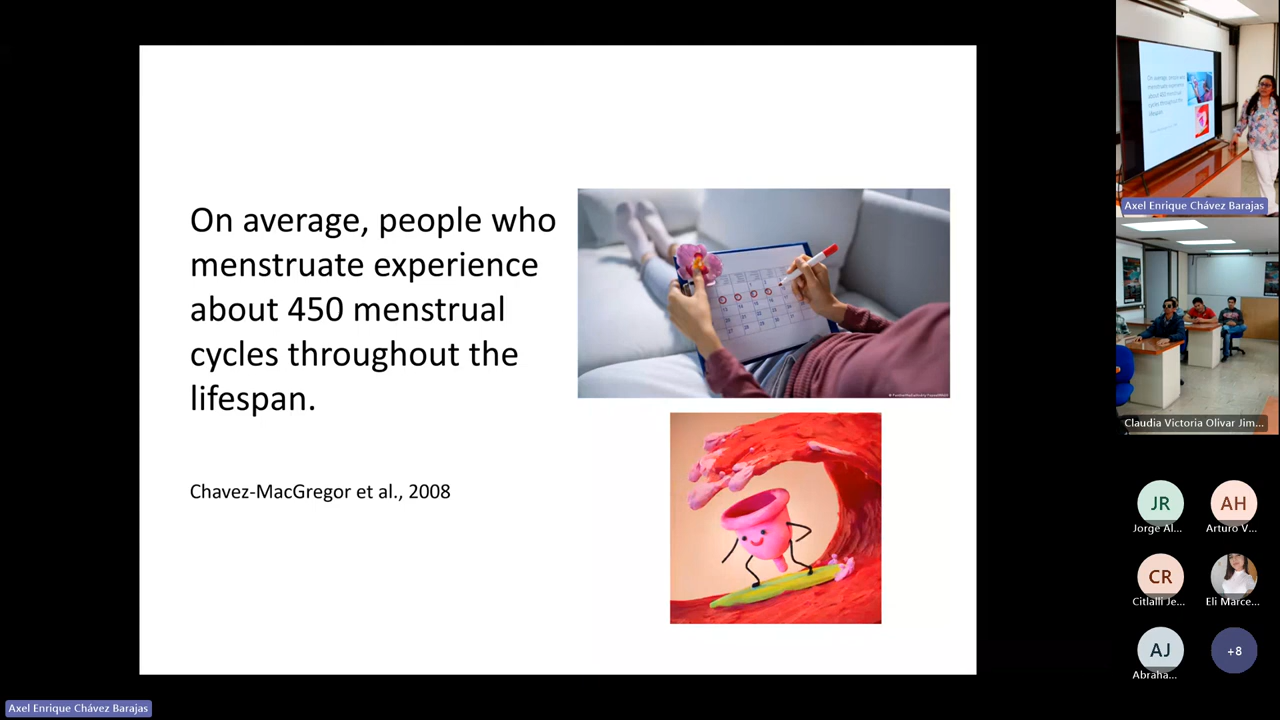 On average, people who
menstruate experience
about 450 menstrual
cycles throughout the
lifespan.
Chavez-MacGregor et al., 2008
Axel Enrique Chávez Barajas
Claudia Victoria Olivar Jim...
JR
AH
Jorge Al...
Arturo V...
CR
Citlalli Je...
Eli Marce...
AJ
+8
Abraha...
Axel Enrique Chávez Barajas